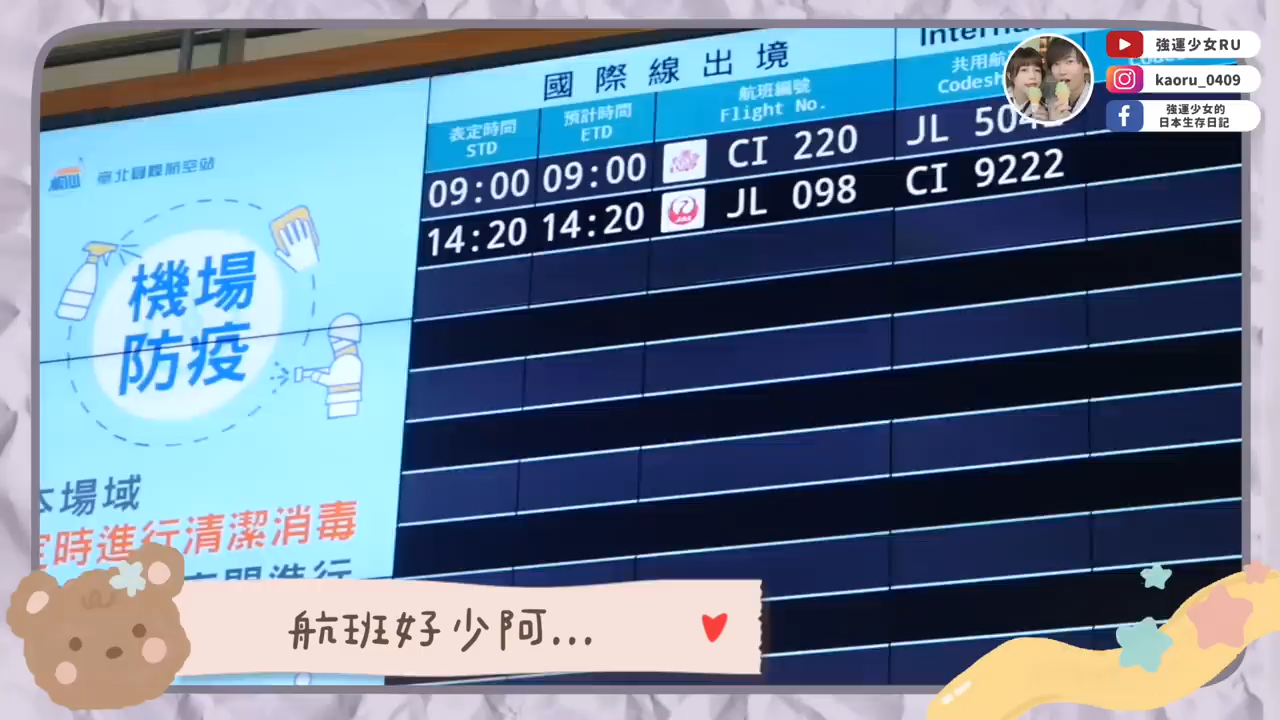 國際線出境
表定時間
STD
預計時間
ETD
航班編號
Flight No.
共用航
09:00 09:00 CI 220 JL
14:20 14:20 JL 098 CI 9222
臺北國際航空站
機場
防疫
本場域
定時進行清潔消毒
航班好少阿...
強運少女RU
kaoru_0409
強運少女的
日本生存日記